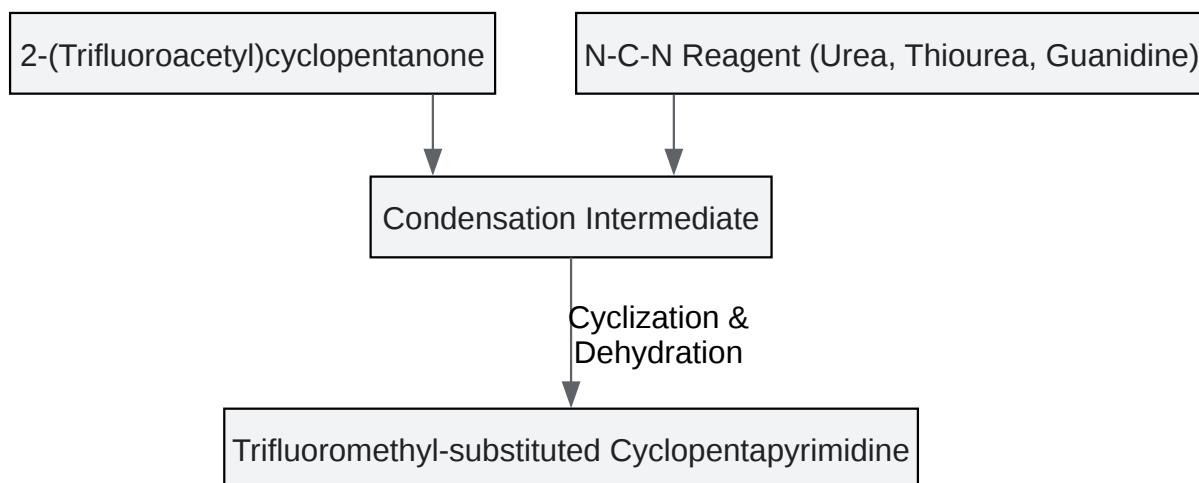 2-(Trifluoroacetyl)cyclopentanone
N-C-N Reagent (Urea, Thiourea, Guanidine)
Condensation Intermediate
Cyclization &
Dehydration
Trifluoromethyl-substituted Cyclopentapyrimidine